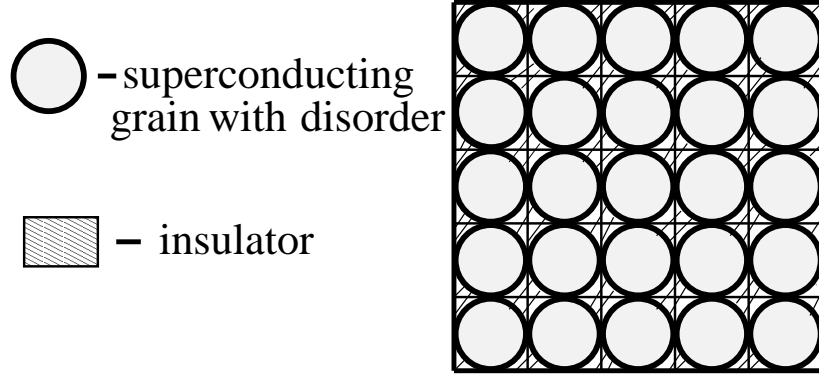 –superconducting
grain with disorder
– insulator